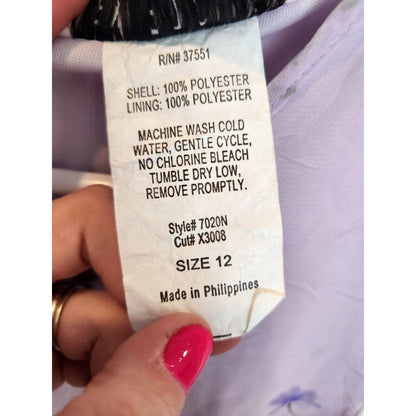 R/N# 37551
SHELL: 100% POLYESTER
LINING: 100% POLYESTER
MACHINE WASH COLD
WATER, GENTLE CYCLE,
NO CHLORINE BLEACH
TUMBLE DRY LOW,
REMOVE PROMPTLY.
Style# 7020N
Cut# X3008
SIZE 12
Made in Philippines